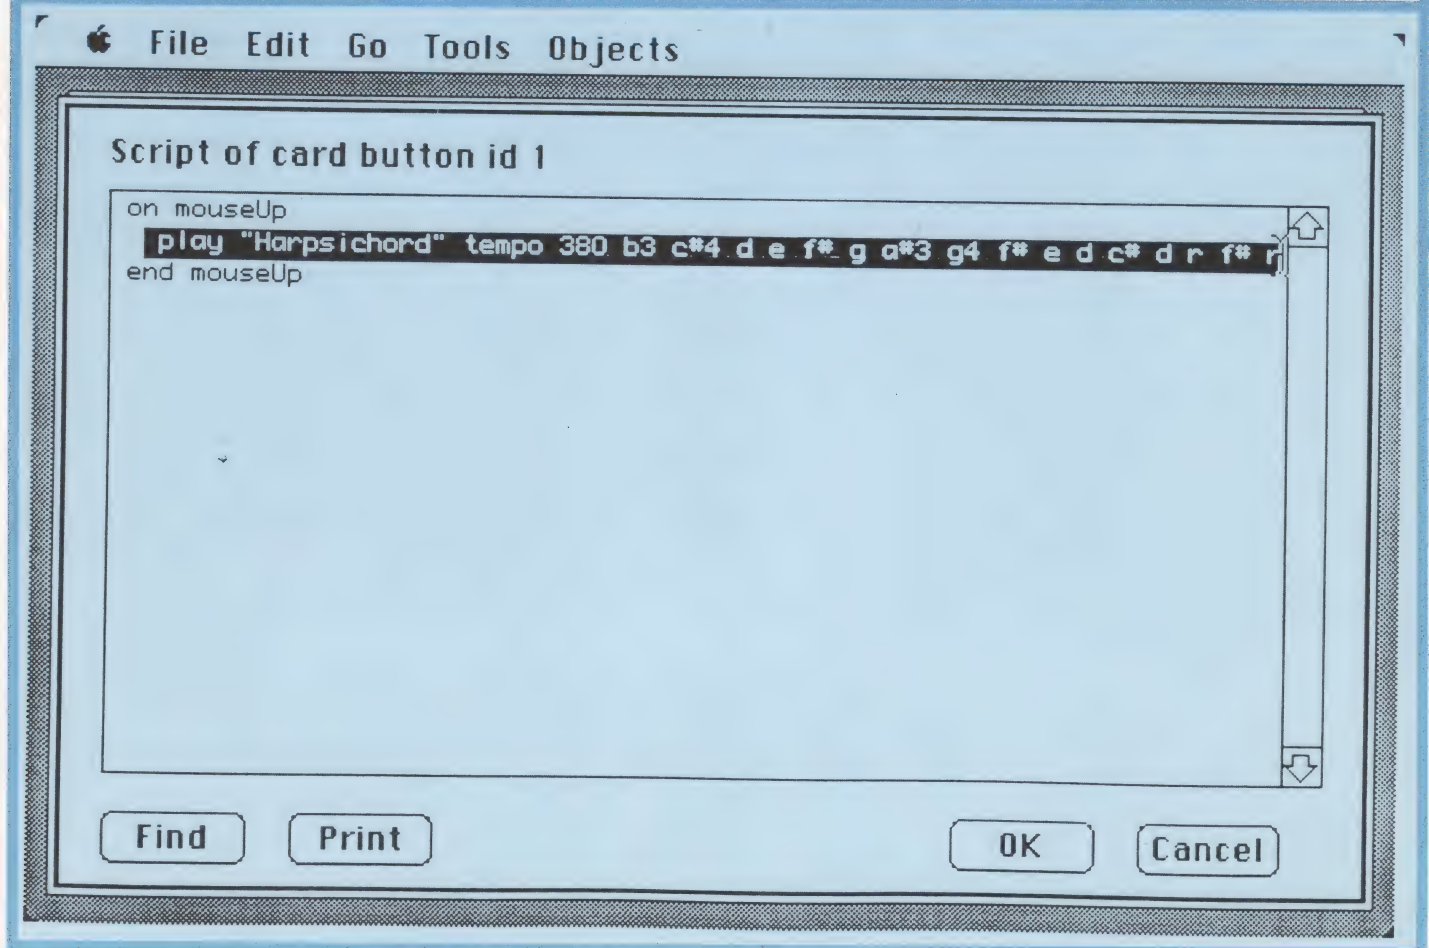 File Edit Go Tools Objects
Script of card button id 1
on mouseUp
play "Harpsichord" tempo 380 b3 c#4 d e f# g a#3 g4 f# e d c# d r f# r
end mouseUp
Find Print OK Cancel